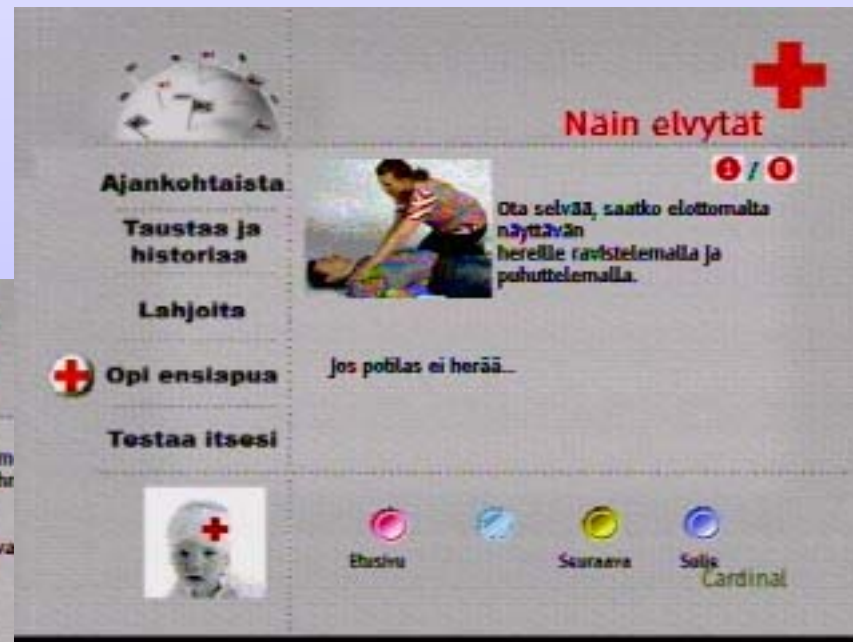 Näin elvytät
Ajankohtaista
Taustaa ja
historiaa
Lahjoita
Opi ensiapua
Testaa itsesi
Ota selvää, saatko elottomalta
näyttävän
hereille ravistelemalla ja
puhuttelemalla.
Jos potilas ei herää...
Etusivu
Seuraava
Sulje
Cardinal